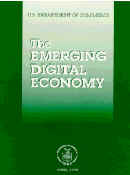 U.S. DEPARTMENT OF COMMERCE
The
EMERGING
DIGITAL
ECONOMY